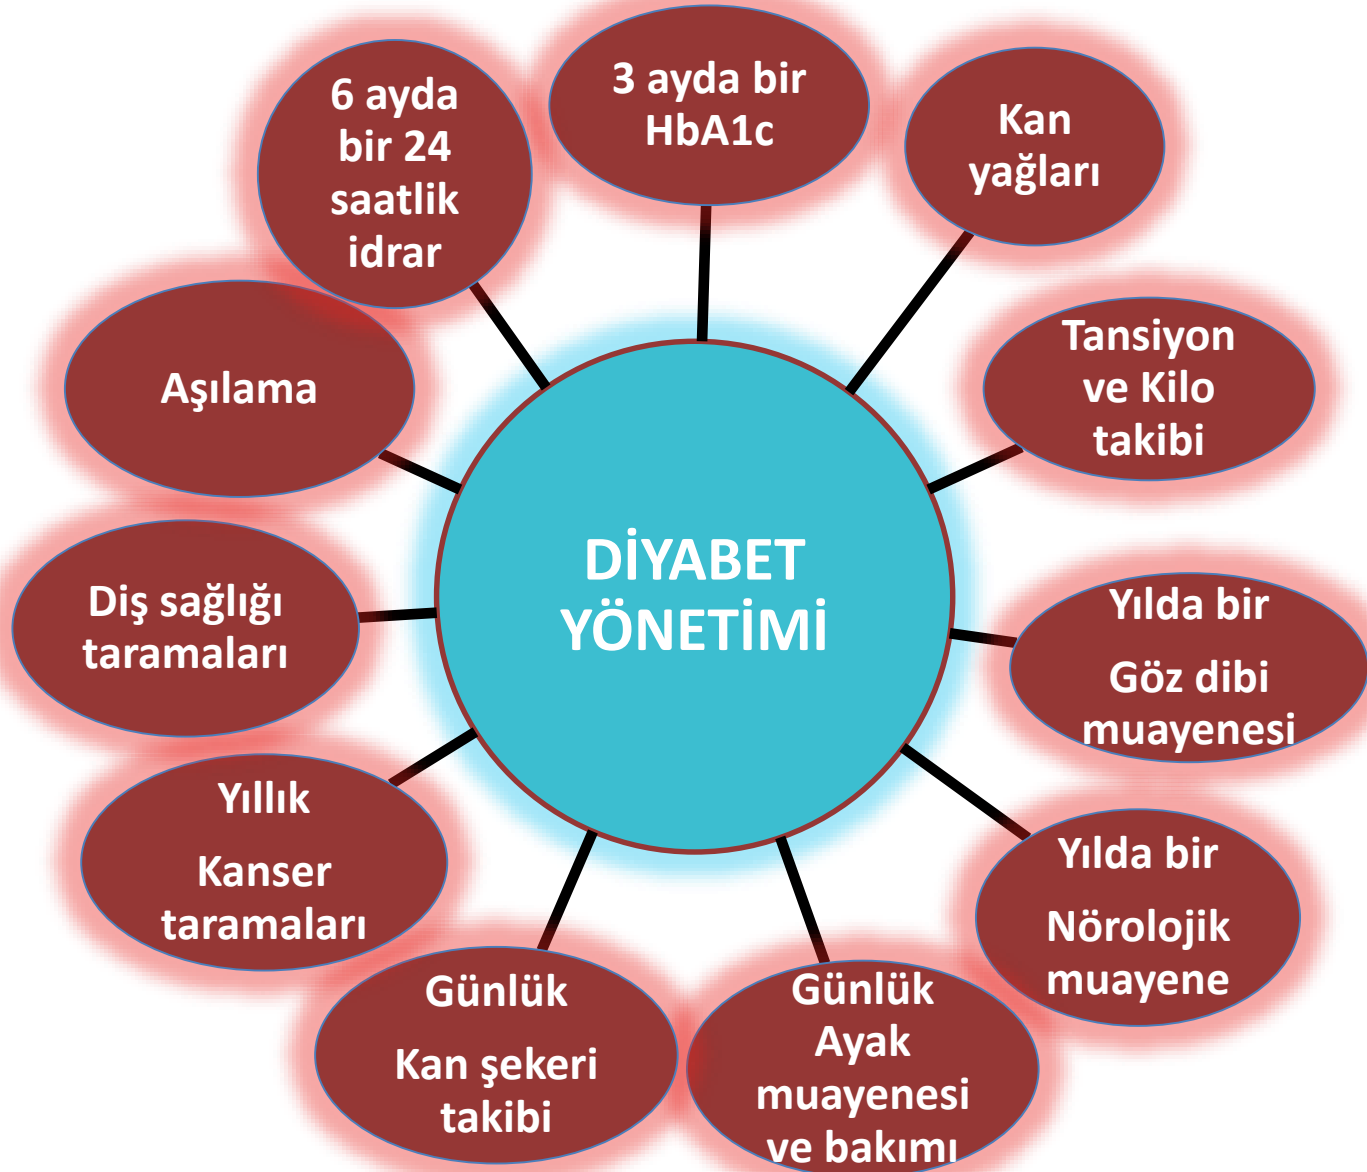 6 ayda
bir 24
saatlik
idrar
3 ayda bir
HbA1c
Kan
yağları
Tansiyon
ve Kilo
takibi
Yılda bir
Göz dibi
muayenesi
Yılda bir
Nörolojik
muayene
Günlük
Ayak
muayenesi
ve bakımı
Günlük
Kan şekeri
takibi
Yıllık
Kanser
taramaları
Diş sağlığı
taramaları
Aşılama
DİYABET
YÖNETİMİ